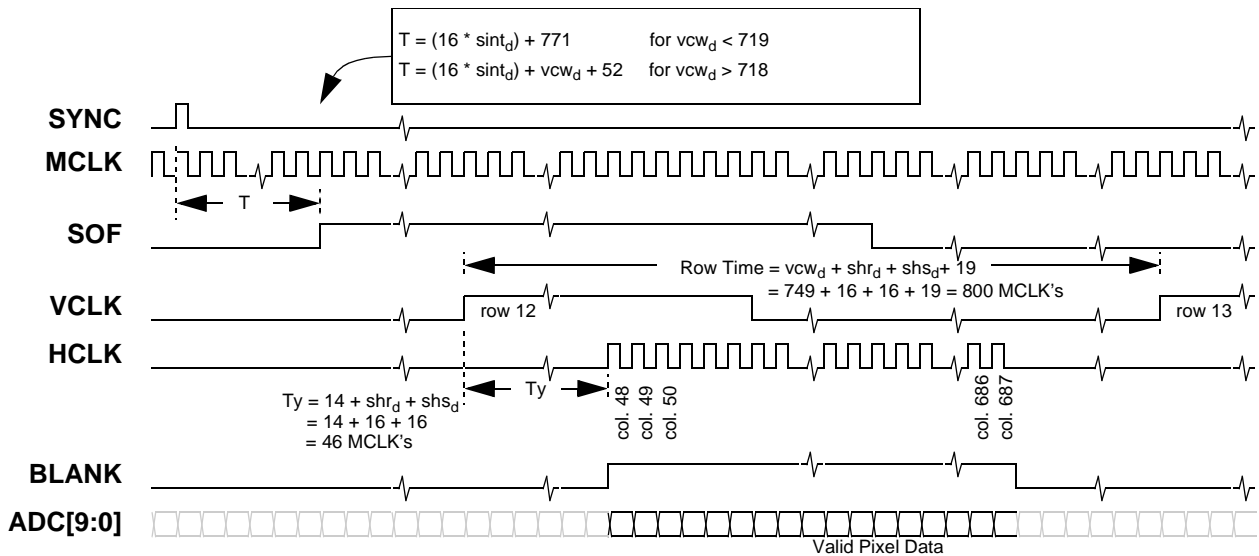 T = (16 * sint_d) + 771 for vcw_d < 719
T = (16 * sint_d) + vcw_d + 52 for vcw_d > 718
SYNC
MCLK
T
SOF
Row Time = vcw_d + shr_d + shs_d+ 19
= 749 + 16 + 16 + 19 = 800 MCLK's
VCLK
row 12
row 13
HCLK
Ty
Ty = 14 + shr_d + shs_d
= 14 + 16 + 16
= 46 MCLK's
col. 48
col. 49
col. 50
col. 686
col. 687
BLANK
ADC[9:0]
Valid Pixel Data